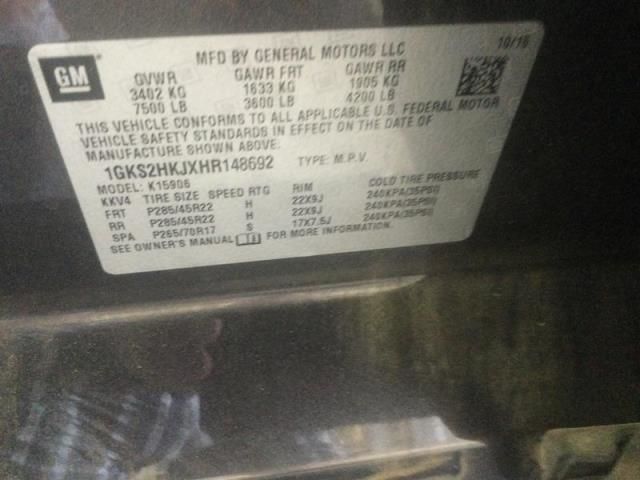 GM
MFD BY GENERAL MOTORS LLC 10/16
GVWR GAWR FRT GAWR RR
3402 KG 1633 KG 1905 KG
7500 LB 3600 LB 4200 LB
THIS VEHICLE CONFORMS TO ALL APPLICABLE U.S. FEDERAL MOTOR
VEHICLE SAFETY STANDARDS IN EFFECT ON THE DATE OF
MANUFACTURE SHOWN ABOVE.
1GKS2HKJXHR148692 TYPE: M.P.V.
MODEL: K15906
KKV4 TIRE SIZE SPEED RTG RIM COLD TIRE PRESSURE
FRT P285/45R22 H 22X9J 240KPA(35PSI)
RR P285/45R22 H 22X9J 240KPA(35PSI)
SPA P265/70R17 S 17X7.5J 240KPA(35PSI)
SEE OWNER'S MANUAL FOR MORE INFORMATION.